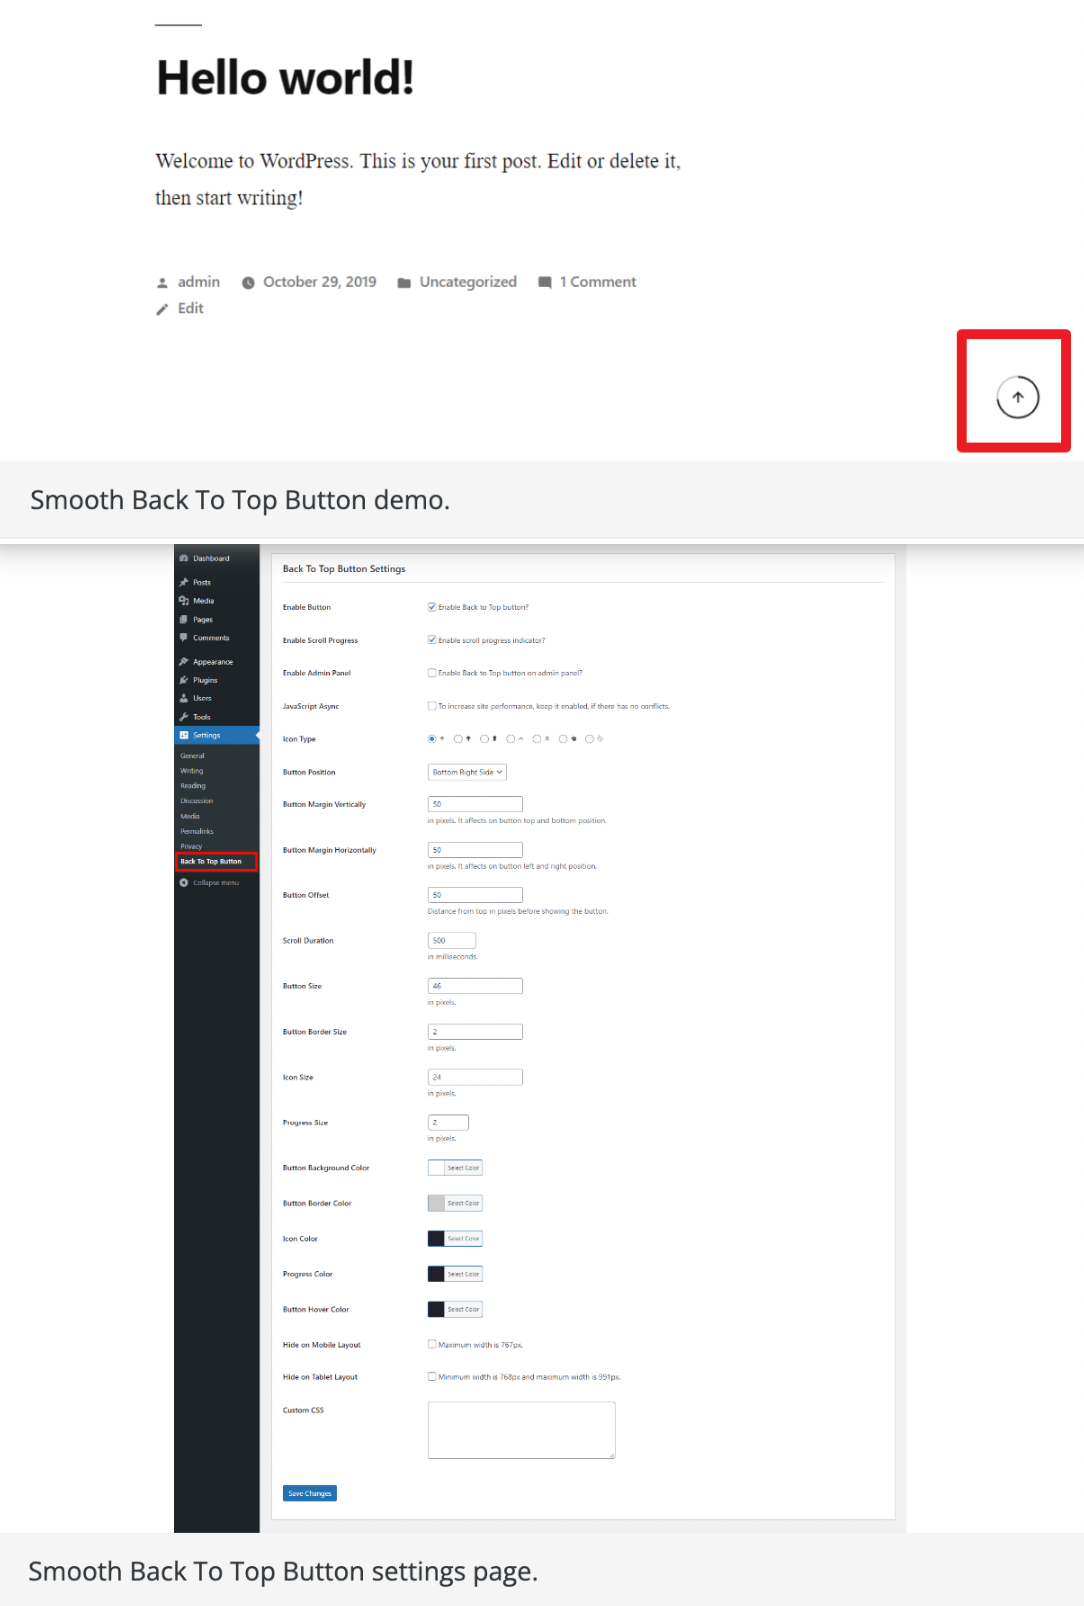 Hello world!
Welcome to WordPress. This is your first post. Edit or delete it,
then start writing!
admin October 29, 2019 Uncategorized 1 Comment
Edit
Smooth Back To Top Button demo.
Dashboard
Posts
Media
Pages
Comments
Appearance
Plugins
Users
Tools
Settings
General
Writing
Reading
Discussion
Media
Permalinks
Privacy
Back To Top Button
Collapse menu
Back To Top Button Settings
Enable Button Enable Back to Top button?
Enable Scroll Progress Enable scroll progress indicator?
Enable Admin Panel Enable Back to Top button on admin panel?
JavaScript Async To increase site performance, keep it enabled, if there has no conflicts.
Icon Type
Button Position Bottom Right Side
Button Margin Vertically 50
in pixels. It affects on button top and bottom position.
Button Margin Horizontally 50
in pixels. It affects on button left and right position.
Button Offset 50
Distance from top in pixels before showing the button.
Scroll Duration 500
in milliseconds.
Button Size 46
in pixels.
Button Border Size 2
in pixels.
Icon Size 24
in pixels.
Progress Size 2
in pixels.
Button Background Color Select Color
Button Border Color Select Color
Icon Color Select Color
Progress Color Select Color
Button Hover Color Select Color
Hide on Mobile Layout Maximum width is 767px.
Hide on Tablet Layout Minimum width is 768px and maximum width is 991px.
Custom CSS
Save Changes
Smooth Back To Top Button settings page.